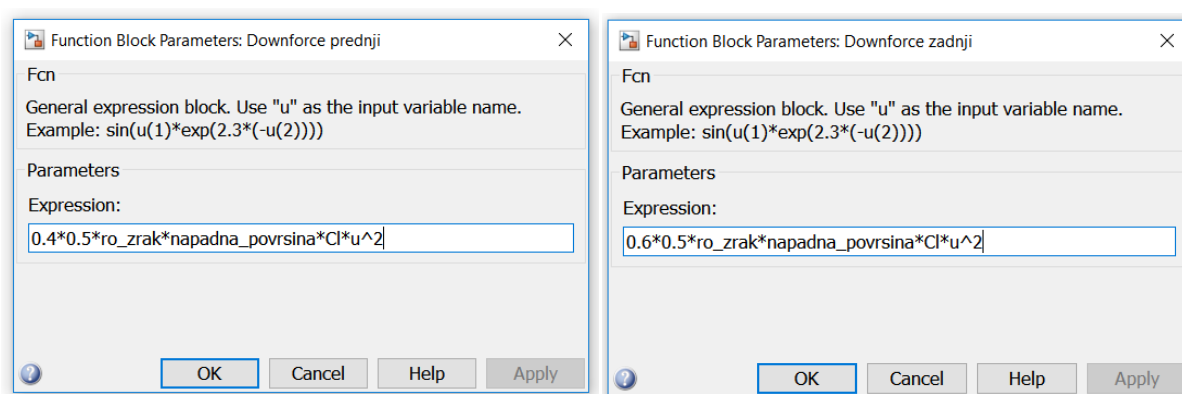 Function Block Parameters: Downforce prednji
Fcn
General expression block. Use "u" as the input variable name.
Example: sin(u(1)*exp(2.3*(-u(2))))
Parameters
Expression:
0.4*0.5*ro_zrak*napadna_povrsina*Cl*u^2
OK Cancel Help Apply
Function Block Parameters: Downforce zadnji
Fcn
General expression block. Use "u" as the input variable name.
Example: sin(u(1)*exp(2.3*(-u(2))))
Parameters
Expression:
0.6*0.5*ro_zrak*napadna_povrsina*Cl*u^2
OK Cancel Help Apply